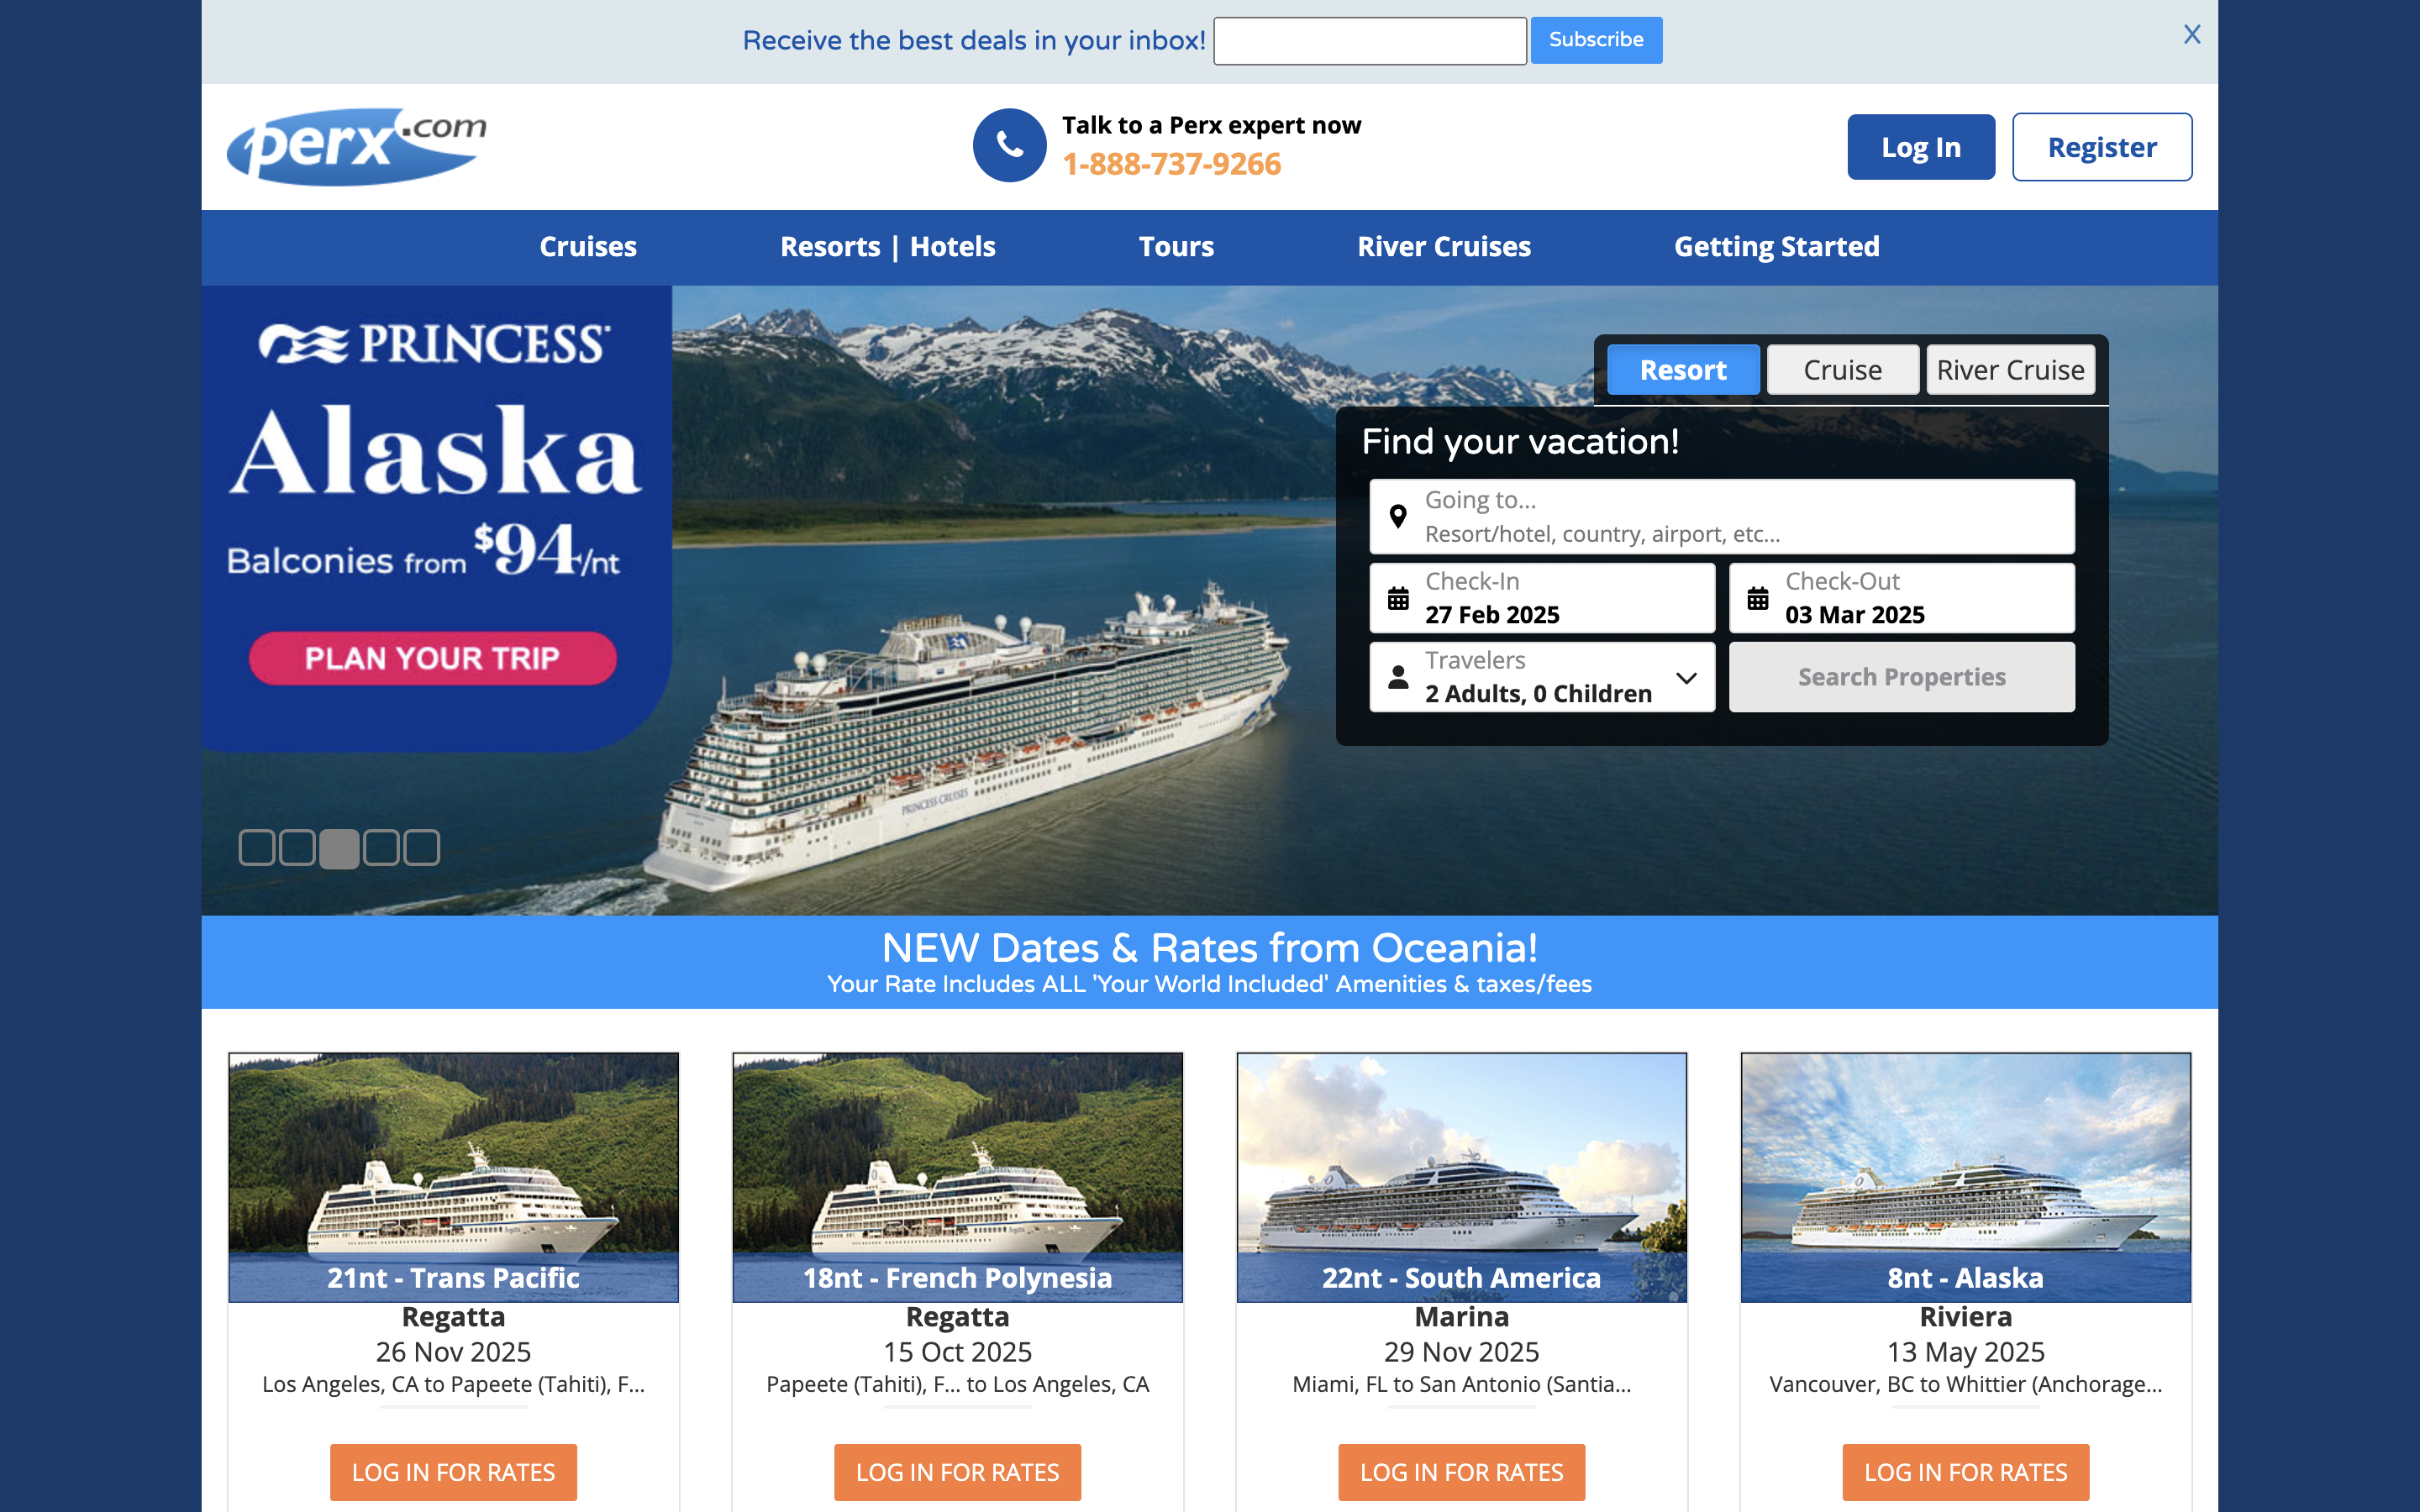 Receive the best deals in your inbox!
Subscribe
X
perx.com
Talk to a Perx expert now
1-888-737-9266
Log In
Register
Cruises
Resorts | Hotels
Tours
River Cruises
Getting Started
PRINCESS
Alaska
Balconies from $94/nt
PLAN YOUR TRIP
PRINCESS CRUISES
Resort
Cruise
River Cruise
Find your vacation!
Going to...
Resort/hotel, country, airport, etc...
Check-In
27 Feb 2025
Check-Out
03 Mar 2025
Travelers
2 Adults, 0 Children
Search Properties
NEW Dates & Rates from Oceania!
Your Rate Includes ALL 'Your World Included' Amenities & taxes/fees
21nt - Trans Pacific
Regatta
26 Nov 2025
Los Angeles, CA to Papeete (Tahiti), F...
LOG IN FOR RATES
18nt - French Polynesia
Regatta
15 Oct 2025
Papeete (Tahiti), F... to Los Angeles, CA
LOG IN FOR RATES
22nt - South America
Marina
29 Nov 2025
Miami, FL to San Antonio (Santia...
LOG IN FOR RATES
8nt - Alaska
Riviera
13 May 2025
Vancouver, BC to Whittier (Anchorage...
LOG IN FOR RATES